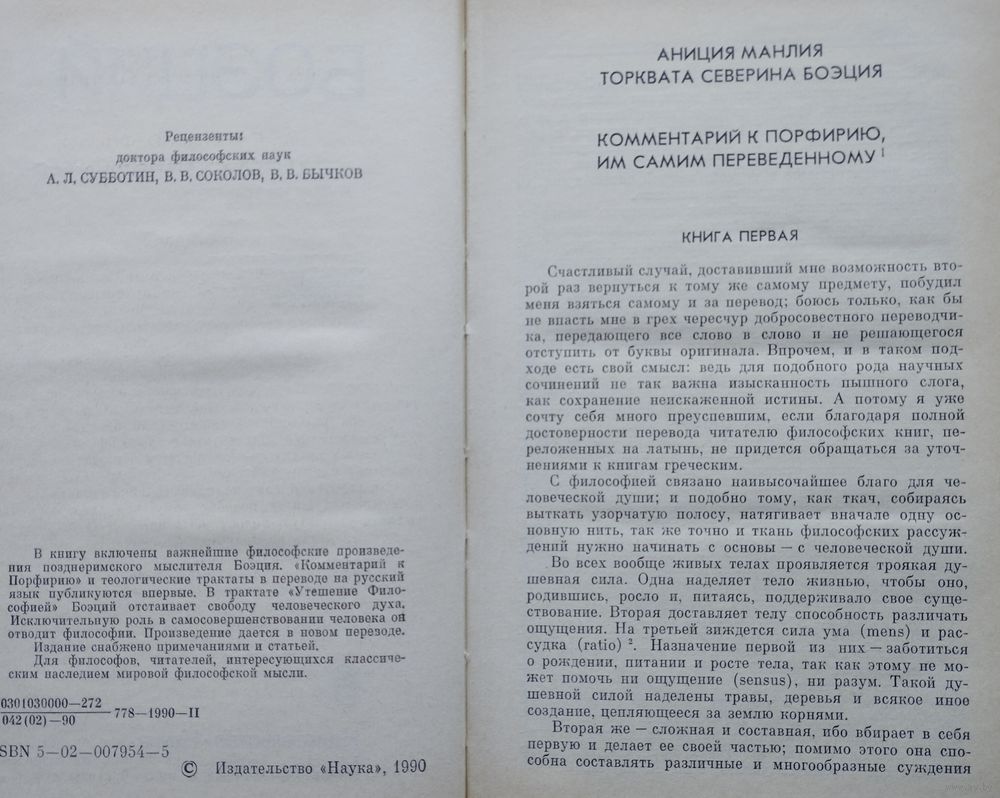 Рецензенты:
доктора философских наук
А. Л. СУББОТИН, В. В. СОКОЛОВ, В. В. БЫЧКОВ
В книгу включены важнейшие философские произведе-
ния позднеримского мыслителя Боэция. «Комментарий к
Порфирию» и теологические трактаты в переводе на русский
язык публикуются впервые. В трактате «Утешение Фило-
софией» Боэций отстаивает свободу человеческого духа.
Исключительную роль в самосовершенствовании человека он
отводит философии. Произведение дается в новом переводе.
Издание снабжено примечаниями и статьей.
Для философов, читателей, интересующихся классиче-
ским наследием мировой философской мысли.
0301030000—272
042(02)—90
778—1990—II
SBN 5—02—007954—5
© Издательство «Наука», 1990
АНИЦИЯ МАНЛИЯ
ТОРКВАТА СЕВЕРИНА БОЭЦИЯ
КОММЕНТАРИЙ К ПОРФИРИЮ,
ИМ САМИМ ПЕРЕВЕДЕННОМУ 1
КНИГА ПЕРВАЯ
Счастливый случай, доставивший мне возможность вто-
рой раз вернуться к тому же самому предмету, побудил
меня взяться самому и за перевод; боюсь только, как бы
не впасть мне в грех чересчур добросовестного переводчи-
ка, передающего все слово в слово и не решающегося
отступить от буквы оригинала. Впрочем, и в таком под-
ходе есть свой смысл: ведь для подобного рода научных
сочинений не так важна изысканность пышного слога,
как сохранение неискаженной истины. А потому я уже
сочту себя много преуспевшим, если благодаря полной
достоверности перевода читателю философских книг, пе-
реложенных на латынь, не придется обращаться за уточ-
нениями к книгам греческим.
С философией связано наивысочайшее благо для че-
ловеческой души; и подобно тому, как ткач, собираясь
выткать узорчатую полосу, натягивает вначале одну ос-
новную нить, так же точно и ткань философских рассуж-
дений нужно начинать с основы — с человеческой души.
Во всех вообще живых телах проявляется троякая ду-
шевная сила. Одна наделяет тело жизнью, чтобы оно,
родившись, росло и, питаясь, поддерживало свое суще-
ствование. Вторая доставляет телу способность различать
ощущения. На третьей зиждется сила ума (mens) и рас-
судка (ratio) 2. Назначение первой из них — заботиться
о рождении, питании и росте тела, так как этому не мо-
жет помочь ни ощущение (sensus), ни разум. Такой ду-
шевной силой наделены травы, деревья и всякое иное
создание, цепляющееся за землю корнями.
Вторая же — сложная и составная, ибо вбирает в себя
первую и делает ее своей частью; помимо этого она спо-
собна составлять различные и многообразные суждения